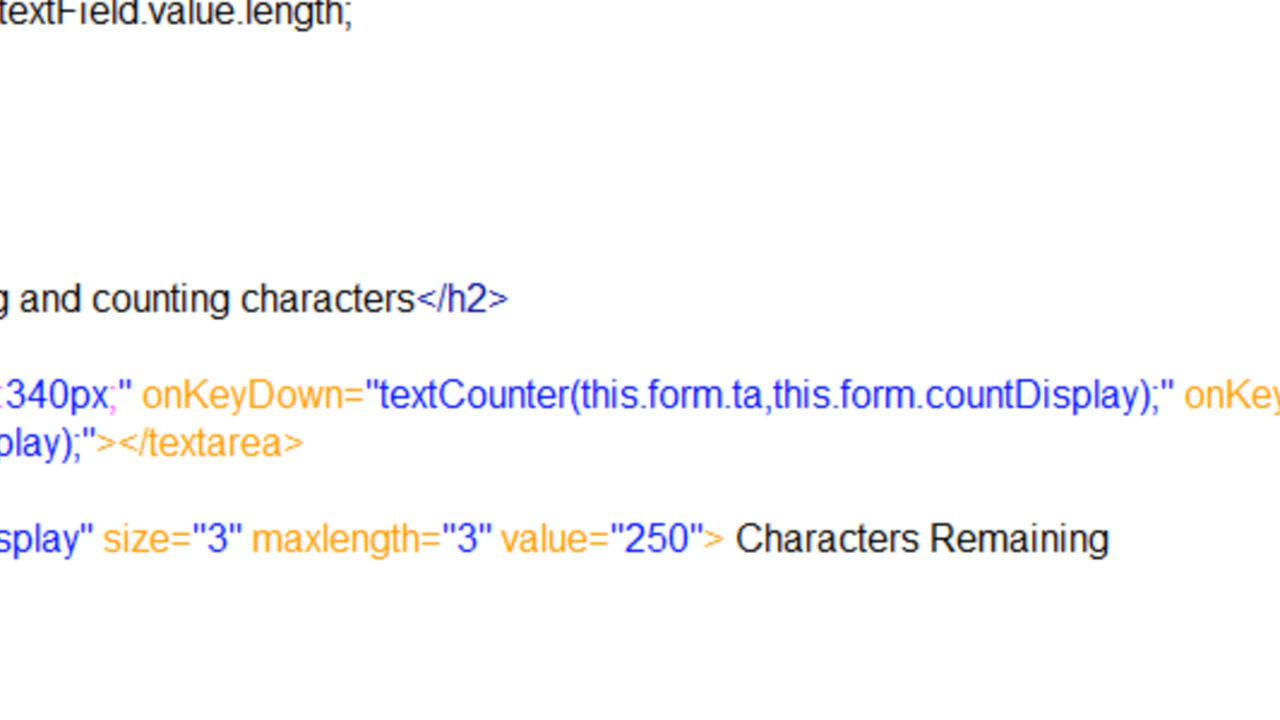 textField.value.length;
g and counting characters</h2>
:340px;" onKeyDown="textCounter(this.form.ta,this.form.countDisplay);" onKey
play);"></textarea>
splay" size="3" maxlength="3" value="250"> Characters Remaining